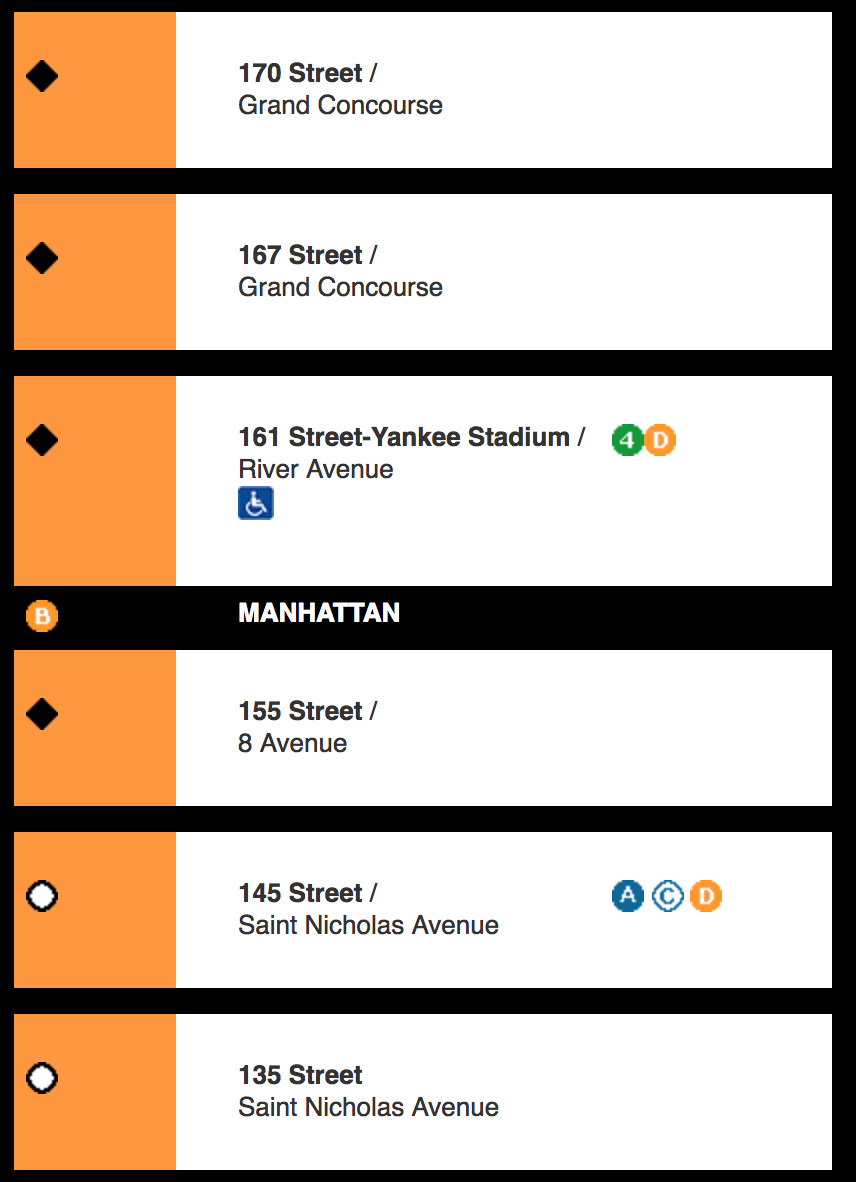 170 Street /
Grand Concourse
167 Street /
Grand Concourse
161 Street-Yankee Stadium / 4 D
River Avenue
B MANHATTAN
155 Street /
8 Avenue
145 Street / A C D
Saint Nicholas Avenue
135 Street
Saint Nicholas Avenue